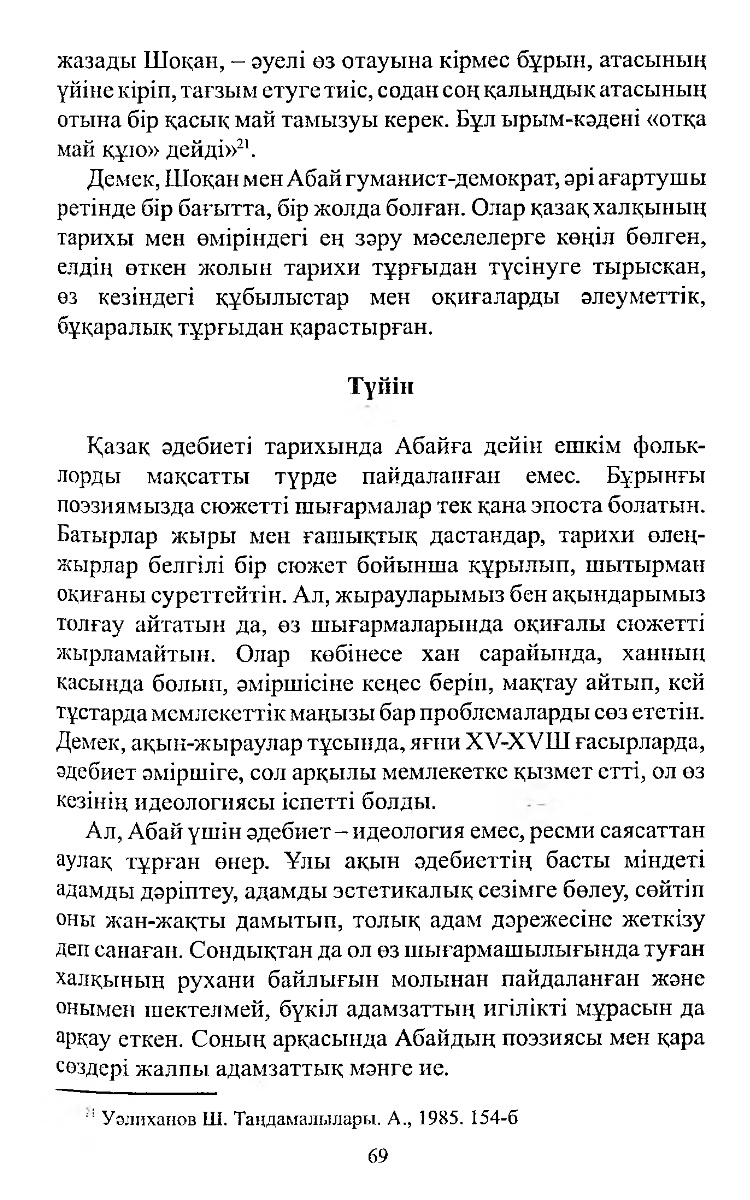 жазады Шоқан, – әуелі өз отауына кірмес бұрын, атасының
үйіне кіріп, тағзым етуге тиіс, содан соң қалыңдық атасының
отына бір қасық май тамызуы керек. Бұл ырым-кәдені «отқа
май құю» дейді»²¹.
Демек, Шоқан мен Абай гуманист-демократ, әрі ағартушы
ретінде бір бағытта, бір жолда болған. Олар қазақ халқының
тарихы мен өміріндегі ең зәру мәселелерге көңіл бөлген,
елдің өткен жолын тарихи тұрғыдан түсінуге тырысқан,
өз кезіндегі құбылыстар мен оқиғаларды әлеуметтік,
бұқаралық тұрғыдан қарастырған.
Түйін
Қазақ әдебиеті тарихында Абайға дейін ешкім фольк-
лорды мақсатты түрде пайдаланған емес. Бұрынғы
поэзиямызда сюжетті шығармалар тек қана эпоста болатын.
Батырлар жыры мен ғашықтық дастандар, тарихи өлең-
жырлар белгілі бір сюжет бойынша құрылып, шытырман
оқиғаны суреттейтін. Ал, жырауларымыз бен ақындарымыз
толғау айтатын да, өз шығармаларында оқиғалы сюжетті
жырламайтын. Олар көбінесе хан сарайында, ханның
қасында болып, әміршісіне кеңес беріп, мақтау айтып, кей
тұстарда мемлекеттік маңызы бар проблемаларды сөз ететін.
Демек, ақын-жыраулар тұсында, яғни XV-XVШ ғасырларда,
әдебиет әміршіге, сол арқылы мемлекетке қызмет етті, ол өз
кезінің идеологиясы іспетті болды.
Ал, Абай үшін әдебиет – идеология емес, ресми саясаттан
аулақ тұрған өнер. Ұлы ақын әдебиеттің басты міндеті
адамды дәріптеу, адамды эстетикалық сезімге бөлеу, сөйтіп
оны жан-жақты дамытып, толық адам дәрежесіне жеткізу
деп санаған. Сондықтан да ол өз шығармашылығында туған
халқының рухани байлығын молынан пайдаланған және
онымен шектелмей, бүкіл адамзаттың игілікті мұрасын да
арқау еткен. Соның арқасында Абайдың поэзиясы мен қара
сөздері жалпы адамзаттық мәнге ие.
²¹ Уәлиханов Ш. Таңдамалылары. А., 1985. 154-б
69